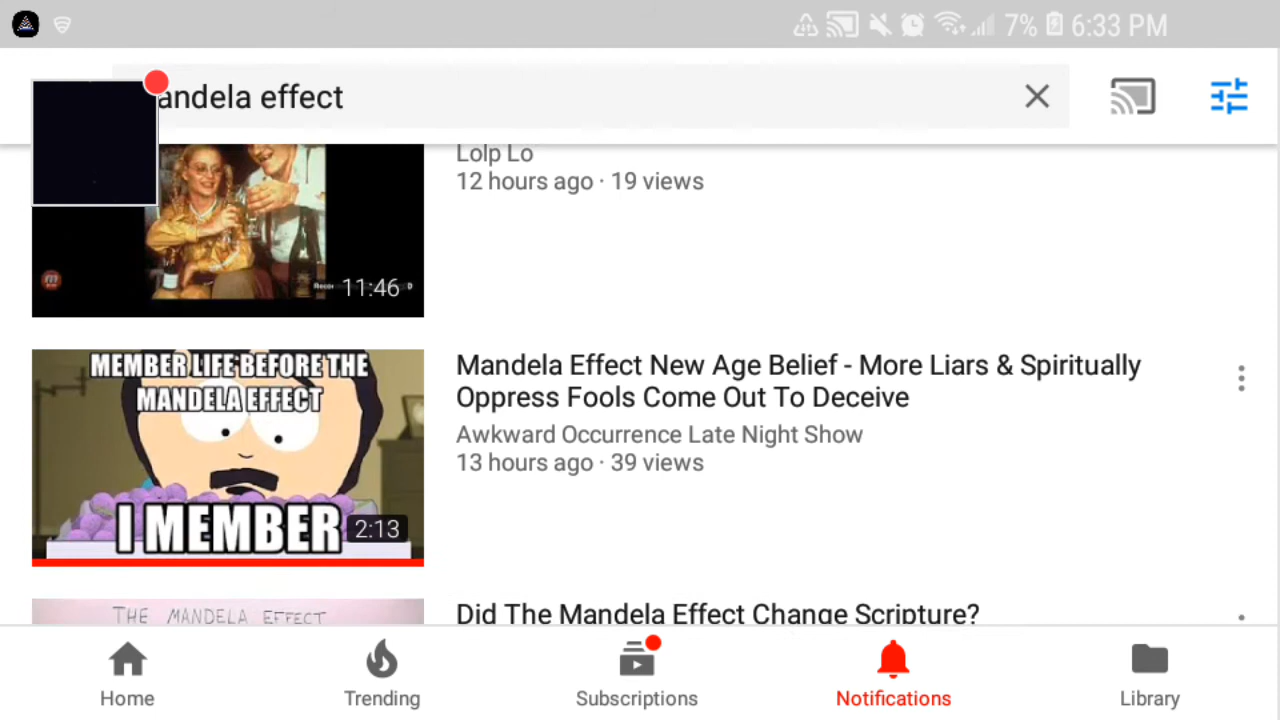 7% 6:33 PM
andela effect
Lolp Lo
12 hours ago · 19 views
11:46
MEMBER LIFE BEFORE THE
MANDELA EFFECT
I MEMBER
2:13
Mandela Effect New Age Belief - More Liars & Spiritually
Oppress Fools Come Out To Deceive
Awkward Occurrence Late Night Show
13 hours ago · 39 views
THE MANDELA EFFECT
Did The Mandela Effect Change Scripture?
Home
Trending
Subscriptions
Notifications
Library